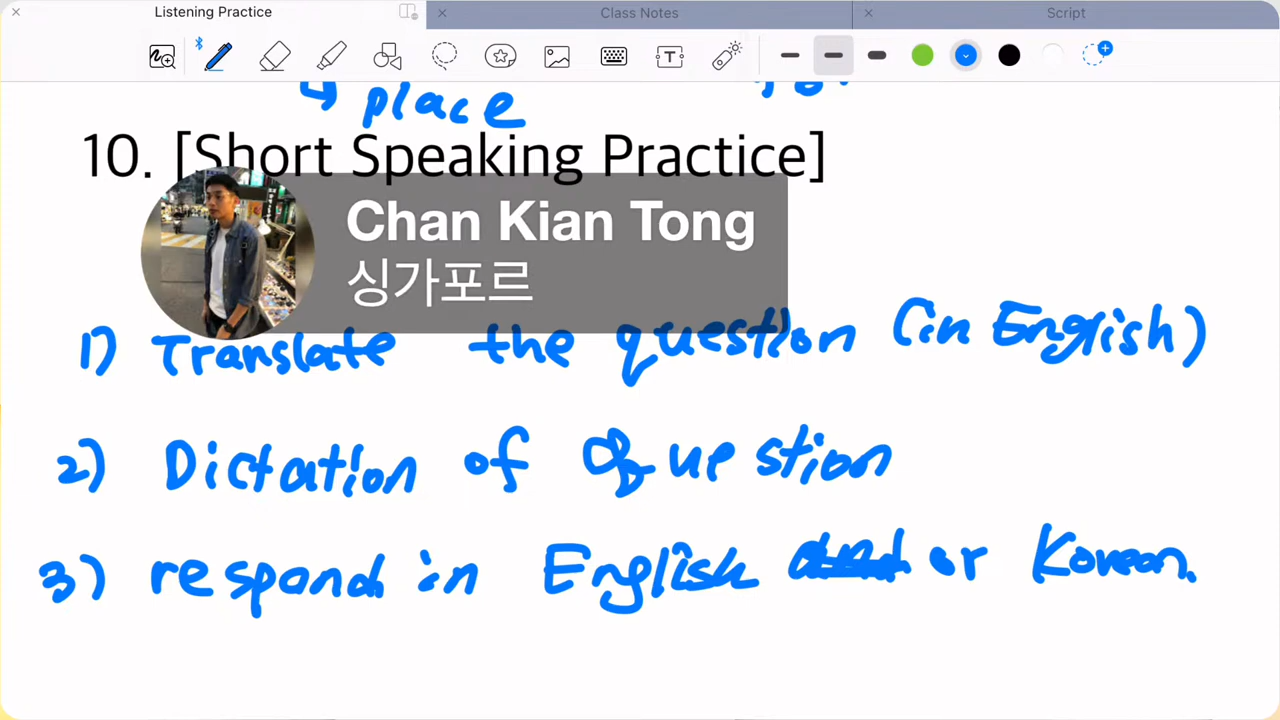 Listening Practice
Class Notes
Script
place
10. [Short Speaking Practice]
Chan Kian Tong
싱가포르
1) Translate the question (in English)
2) Dictation of question
3) respond in English and or Korean.